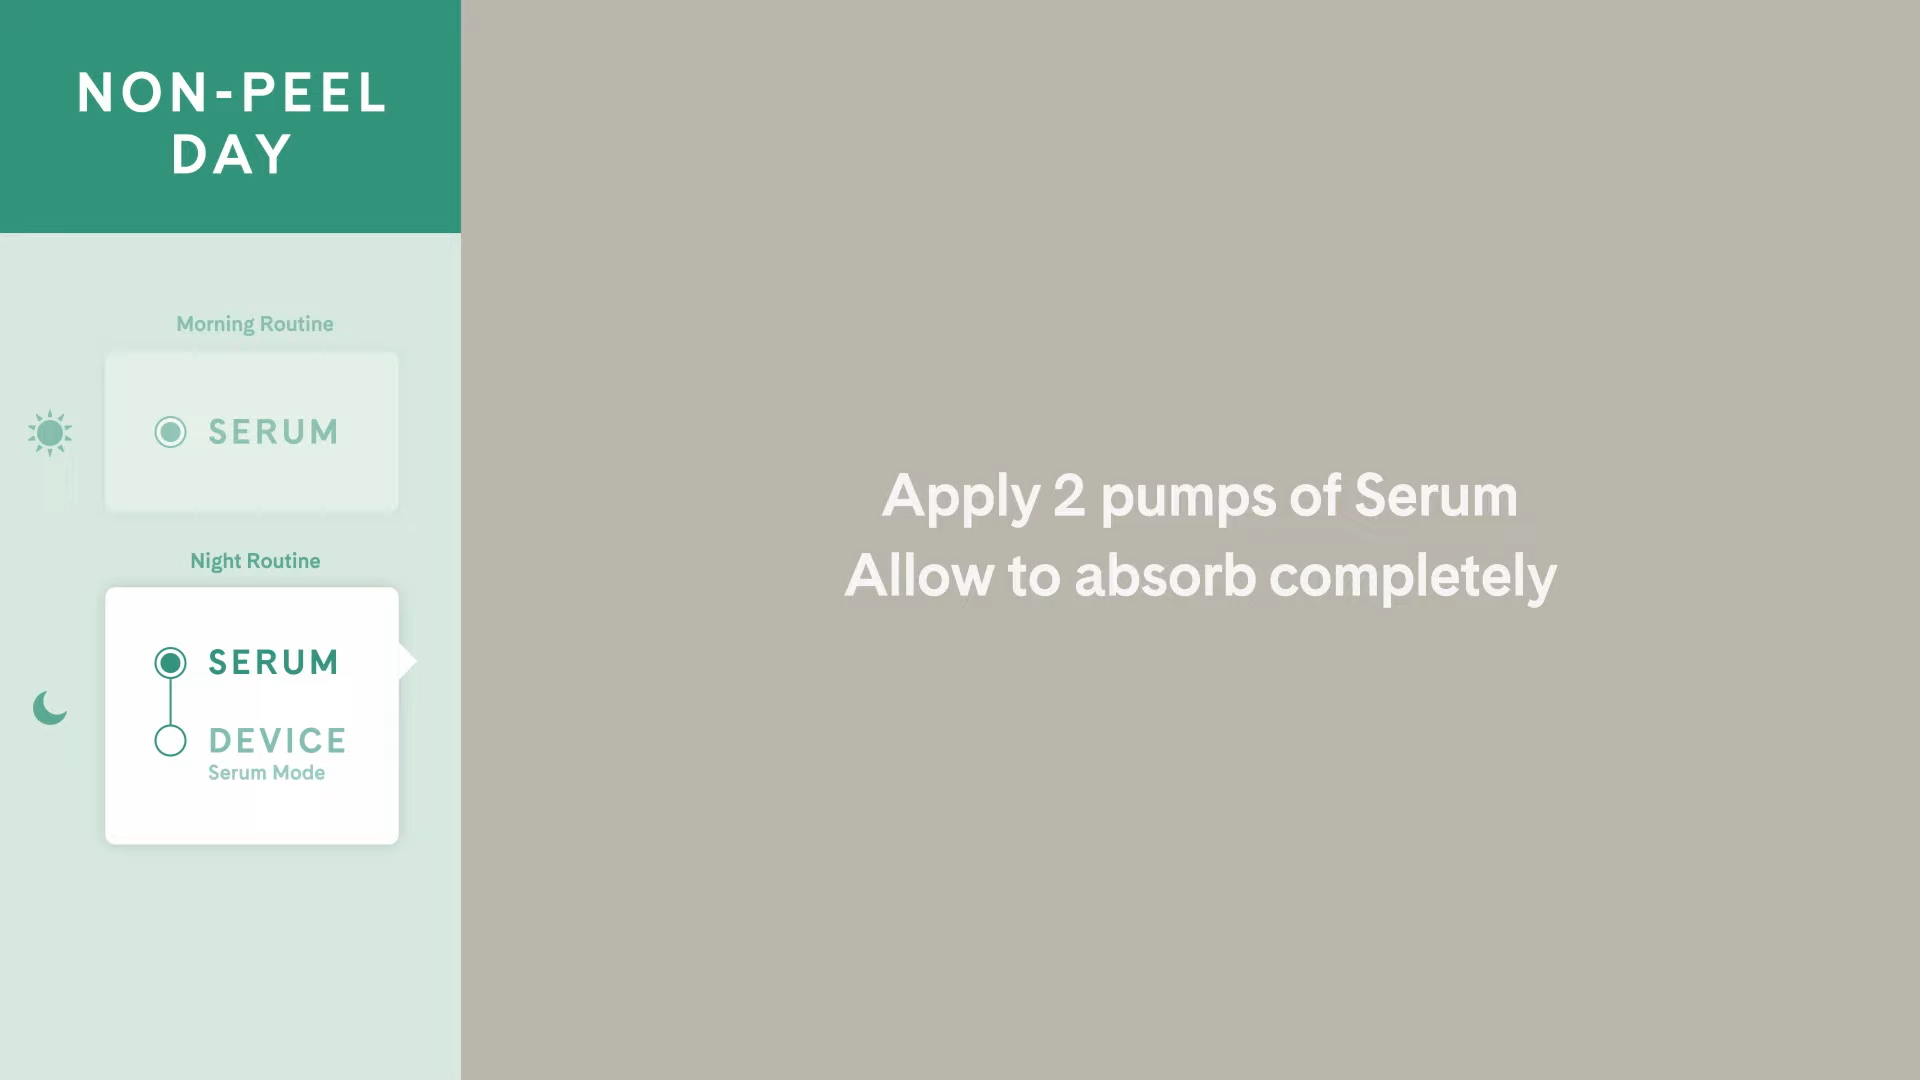 NON-PEEL
DAY
Morning Routine
SERUM
Night Routine
SERUM
DEVICE
Serum Mode
Apply 2 pumps of Serum
Allow to absorb completely